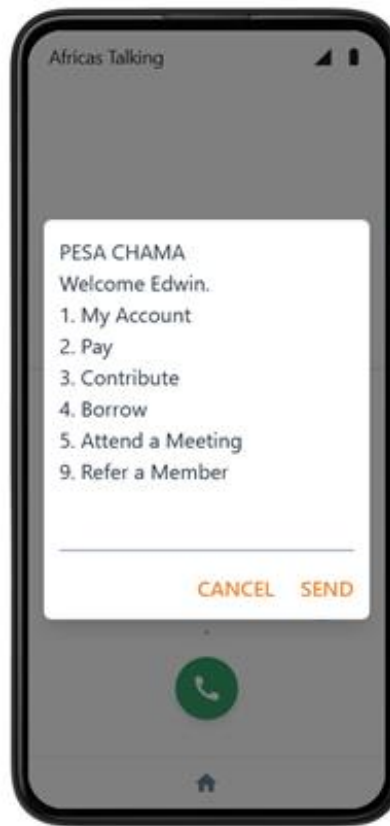 Africas Talking
PESA CHAMA
Welcome Edwin.
1. My Account
2. Pay
3. Contribute
4. Borrow
5. Attend a Meeting
9. Refer a Member
CANCEL SEND